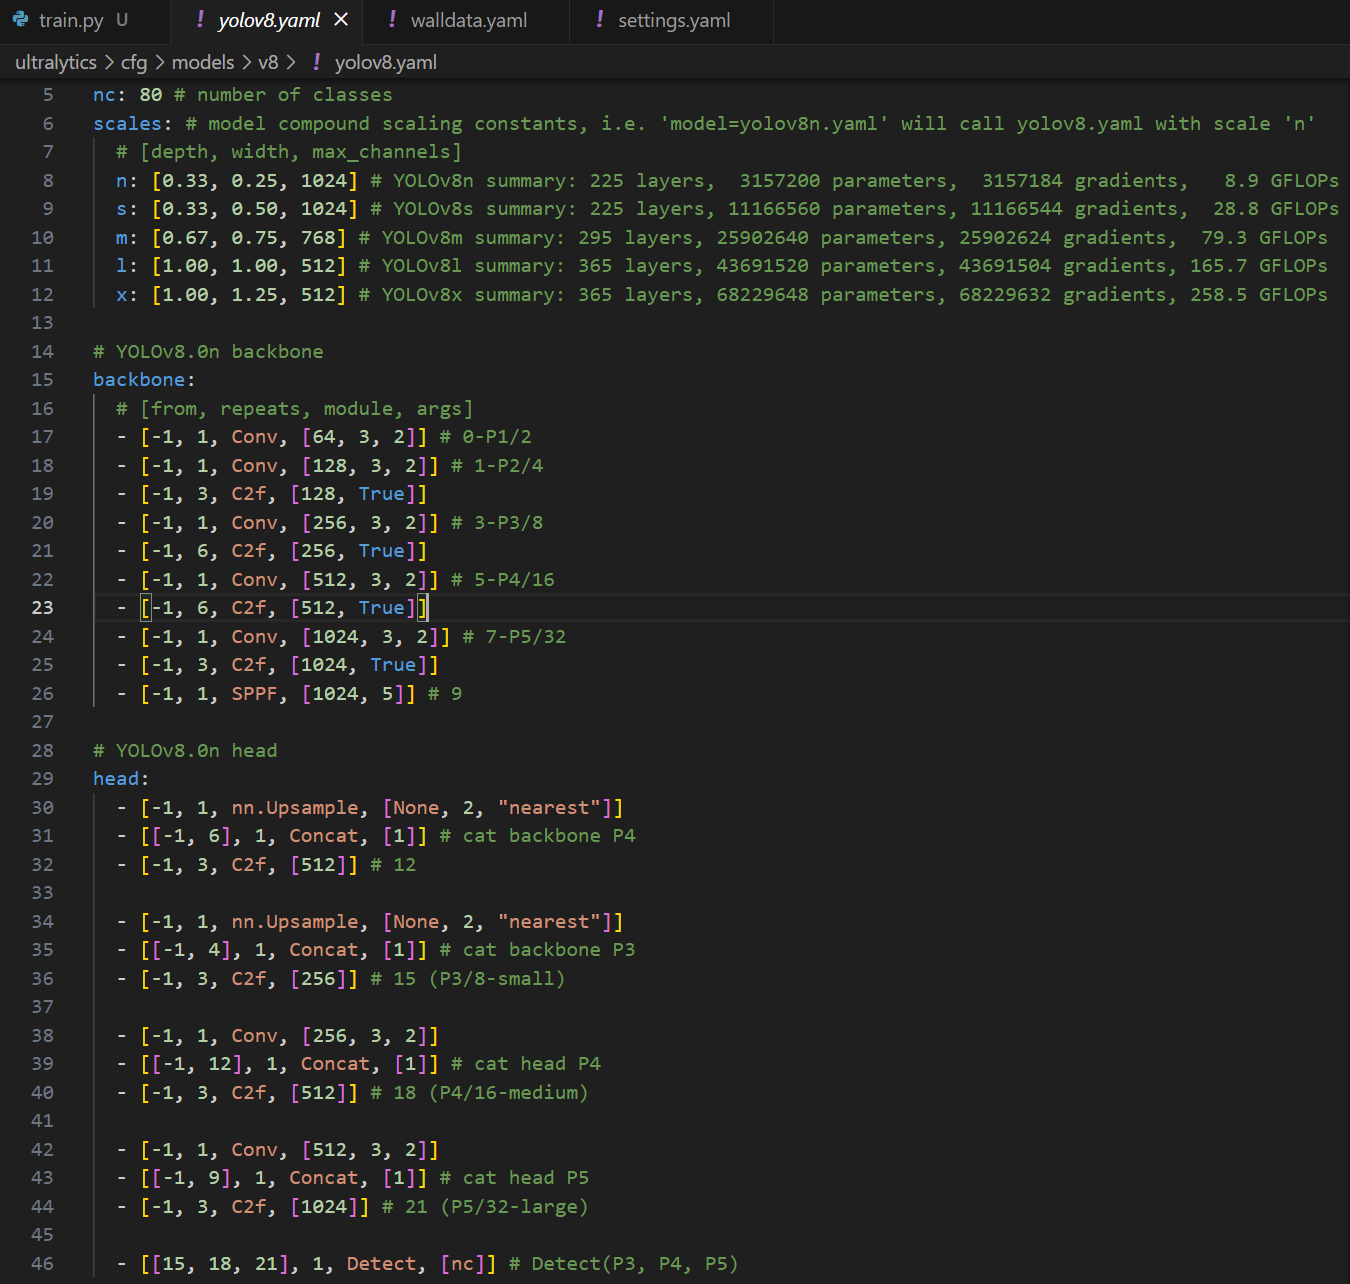 train.py U ! yolov8.yaml ! walldata.yaml ! settings.yaml
ultralytics > cfg > models > v8 > ! yolov8.yaml
5 nc: 80 # number of classes
6 scales: # model compound scaling constants, i.e. 'model=yolov8n.yaml' will call yolov8.yaml with scale 'n'
7 # [depth, width, max_channels]
8 n: [0.33, 0.25, 1024] # YOLOv8n summary: 225 layers,  3157200 parameters,  3157184 gradients,   8.9 GFLOPs
9 s: [0.33, 0.50, 1024] # YOLOv8s summary: 225 layers, 11166560 parameters, 11166544 gradients,  28.8 GFLOPs
10 m: [0.67, 0.75, 768] # YOLOv8m summary: 295 layers, 25902640 parameters, 25902624 gradients,  79.3 GFLOPs
11 l: [1.00, 1.00, 512] # YOLOv8l summary: 365 layers, 43691520 parameters, 43691504 gradients, 165.7 GFLOPs
12 x: [1.00, 1.25, 512] # YOLOv8x summary: 365 layers, 68229648 parameters, 68229632 gradients, 258.5 GFLOPs
13
14 # YOLOv8.0n backbone
15 backbone:
16 # [from, repeats, module, args]
17 - [-1, 1, Conv, [64, 3, 2]] # 0-P1/2
18 - [-1, 1, Conv, [128, 3, 2]] # 1-P2/4
19 - [-1, 3, C2f, [128, True]]
20 - [-1, 1, Conv, [256, 3, 2]] # 3-P3/8
21 - [-1, 6, C2f, [256, True]]
22 - [-1, 1, Conv, [512, 3, 2]] # 5-P4/16
23 - [-1, 6, C2f, [512, True]]
24 - [-1, 1, Conv, [1024, 3, 2]] # 7-P5/32
25 - [-1, 3, C2f, [1024, True]]
26 - [-1, 1, SPPF, [1024, 5]] # 9
27
28 # YOLOv8.0n head
29 head:
30 - [-1, 1, nn.Upsample, [None, 2, "nearest"]]
31 - [[-1, 6], 1, Concat, [1]] # cat backbone P4
32 - [-1, 3, C2f, [512]] # 12
33
34 - [-1, 1, nn.Upsample, [None, 2, "nearest"]]
35 - [[-1, 4], 1, Concat, [1]] # cat backbone P3
36 - [-1, 3, C2f, [256]] # 15 (P3/8-small)
37
38 - [-1, 1, Conv, [256, 3, 2]]
39 - [[-1, 12], 1, Concat, [1]] # cat head P4
40 - [-1, 3, C2f, [512]] # 18 (P4/16-medium)
41
42 - [-1, 1, Conv, [512, 3, 2]]
43 - [[-1, 9], 1, Concat, [1]] # cat head P5
44 - [-1, 3, C2f, [1024]] # 21 (P5/32-large)
45
46 - [[15, 18, 21], 1, Detect, [nc]] # Detect(P3, P4, P5)